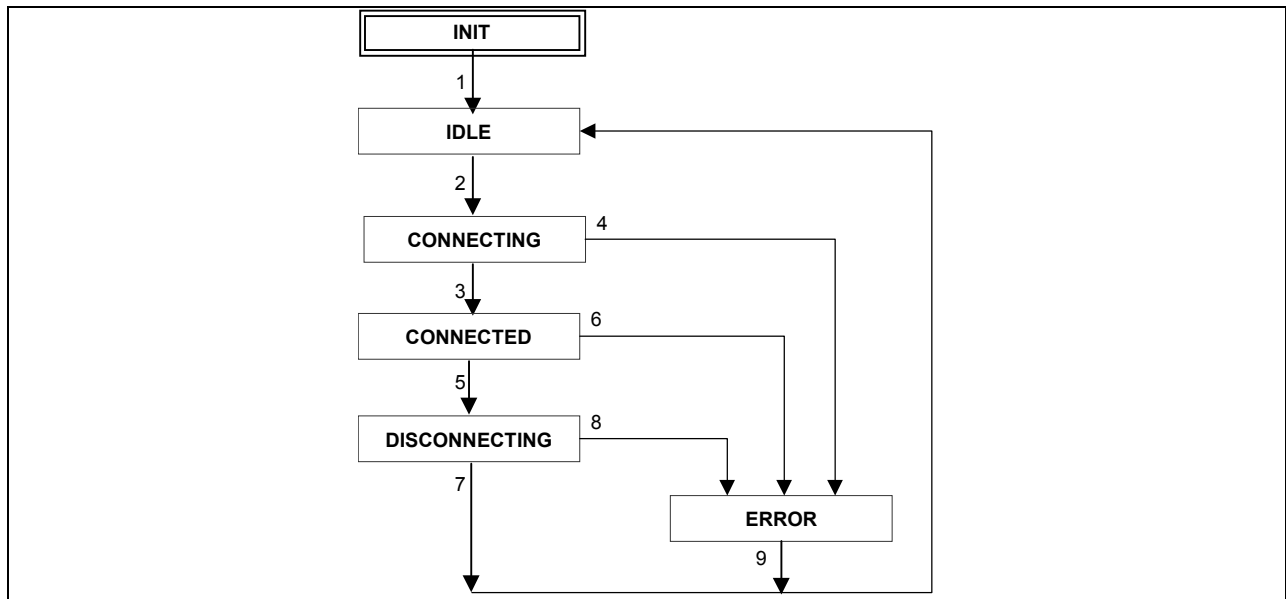 INIT
1
IDLE
2
CONNECTING
4
3
CONNECTED
6
5
DISCONNECTING
8
7
ERROR
9